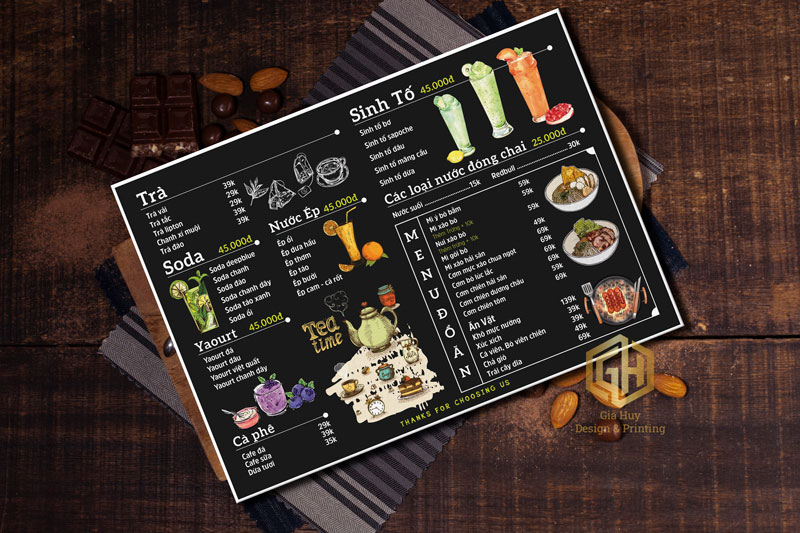 Trà
Trà vải 39k
Trà tắc 29k
Trà lipton 29k
Chanh xí muội 39k
Trà đào 39k
Soda 45.000đ
Soda deepblue
Soda chanh
Soda đào
Soda chanh dây
Soda táo xanh
Soda ổi
Yaourt 45.000đ
Yaourt đá
Yaourt dâu
Yaourt việt quất
Yaourt chanh dây
Cà phê
Cafe đá 29k
Cafe sữa 39k
Dừa tươi 35k
Nước Ép 45.000đ
Ép ổi
Ép dưa hấu
Ép thơm
Ép táo
Ép bưởi
Ép cam - cà rốt
Tea time
Sinh Tố 45.000đ
Sinh tố bơ
Sinh tố sapoche
Sinh tố dâu
Sinh tố mãng cầu
Sinh tố dừa
Các loại nước đóng chai 25.000đ
Nước suối 15k Redbull 30k
MENU ĐỒ ĂN
Mì ý bò bằm 59k
Mì xào bò 59k
Thêm trứng + 10k
Nui xào bò
Thêm trứng + 10k
Mì gói bò 49k
Mì xào hải sản 69k
Cơm mực xào chua ngọt 69k
Cơm bò lúc lắc 69k
Cơm chiên hải sản 69k
Cơm chiên dương châu 59k
Cơm chiên tôm 59k
Ăn Vặt
Khô mực nướng 139k
Xúc xích 39k
Cá viên, Bò viên chiên 39k
Chả giò 49k
Trái cây dĩa 69k
THANKS FOR CHOOSING US
GH
Gia Huy
Design & Printing